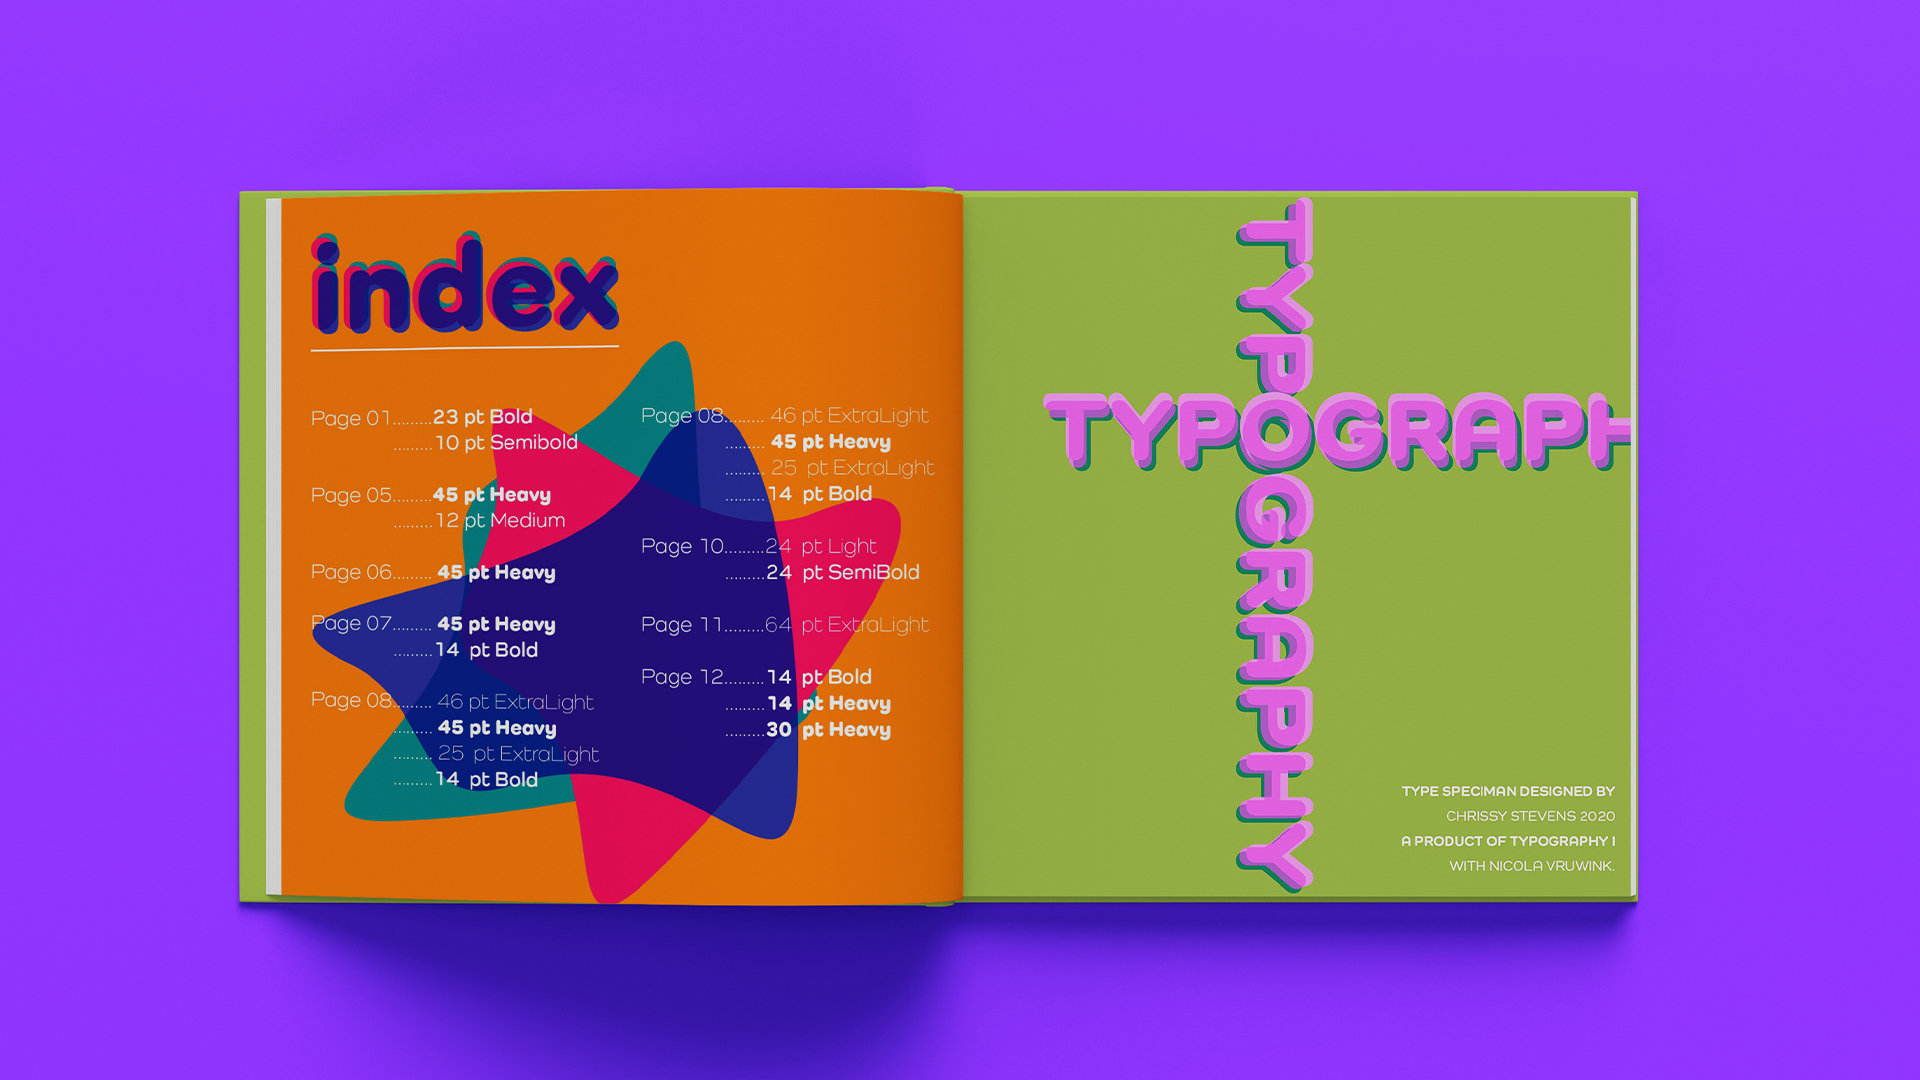 index
Page 01........23 pt Bold
.........10 pt Semibold
Page 05........45 pt Heavy
.........12 pt Medium
Page 06........ 45 pt Heavy
Page 07........ 45 pt Heavy
.........14 pt Bold
Page 08........ 46 pt ExtraLight
......... 45 pt Heavy
......... 25 pt ExtraLight
.........14 pt Bold
Page 08........ 46 pt ExtraLight
......... 45 pt Heavy
......... 25 pt ExtraLight
.........14 pt Bold
Page 10........24 pt Light
.........24 pt SemiBold
Page 11........64 pt ExtraLight
Page 12........14 pt Bold
.........14 pt Heavy
.........30 pt Heavy
TYPOGRAPHY
TYPOGRAPH
TYPE SPECIMAN DESIGNED BY
CHRISSY STEVENS 2020
A PRODUCT OF TYPOGRAPHY I
WITH NICOLA VRUWINK.